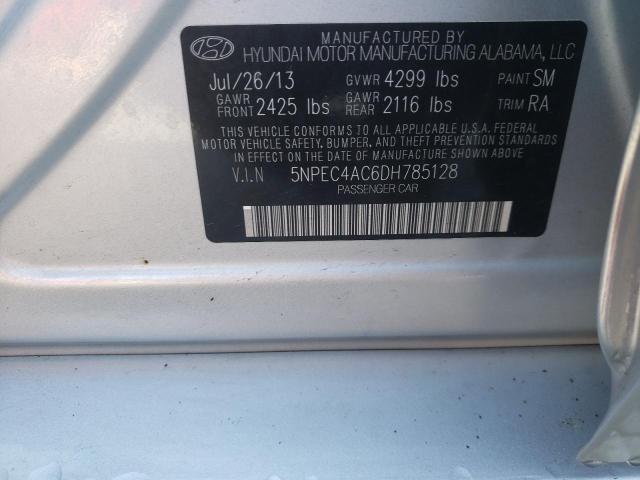 MANUFACTURED BY
HYUNDAI MOTOR MANUFACTURING ALABAMA, LLC
Jul/26/13 GVWR 4299 lbs PAINT SM
GAWR FRONT 2425 lbs GAWR REAR 2116 lbs TRIM RA
THIS VEHICLE CONFORMS TO ALL APPLICABLE U.S.A. FEDERAL
MOTOR VEHICLE SAFETY, BUMPER, AND THEFT PREVENTION
STANDARDS IN EFFECT ON THE DATE OF MANUFACTURE SHOWN ABOVE
V.I.N 5NPEC4AC6DH785128
PASSENGER CAR